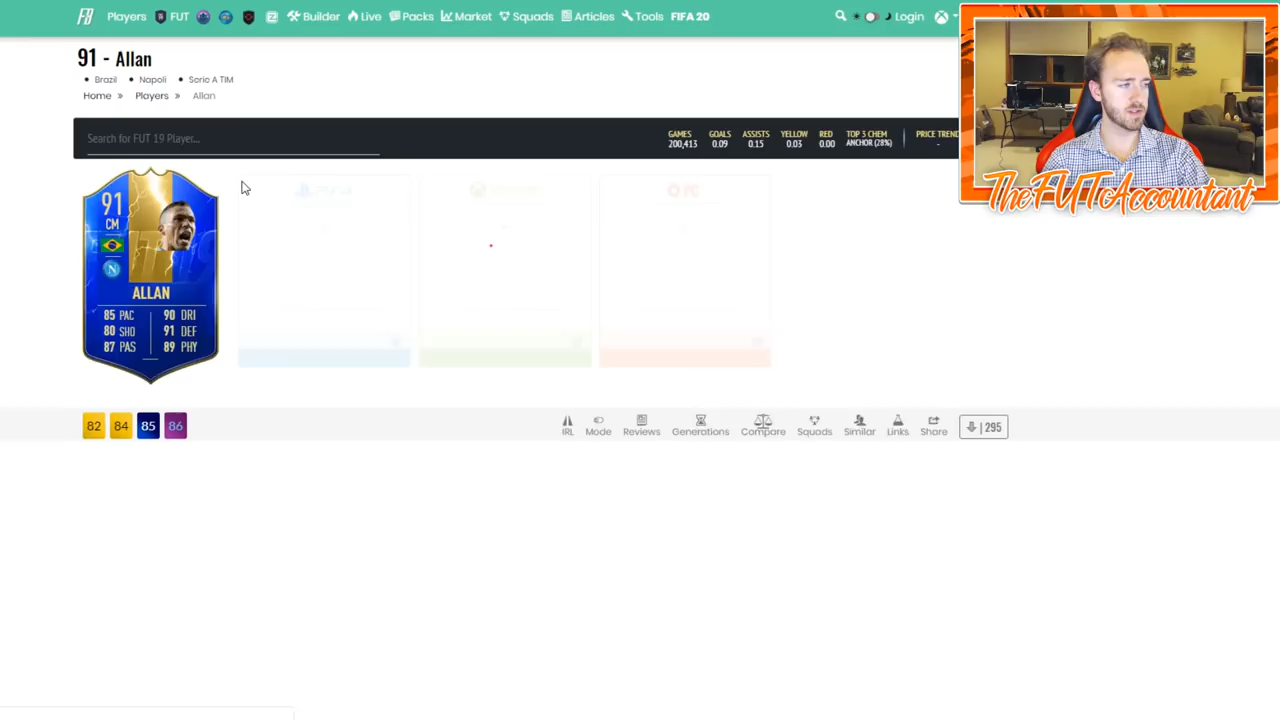 Players FUT Builder Live Packs Market Squads Articles Tools FIFA 20 Login
91 - Allan
Brazil Napoli Serie A TIM
Home » Players » Allan
Search for FUT 19 Player...
GAMES GOALS ASSISTS YELLOW RED TOP 3 CHEM PRICE TREND
200,413 0.09 0.15 0.03 0.00 ANCHOR (28%) -
TheFUTAccountant
91
CM
ALLAN
85 PAC 90 DRI
80 SHO 91 DEF
87 PAS 89 PHY
PC
82 84 85 86
IRL Mode Reviews Generations Compare Squads Similar Links Share | 295